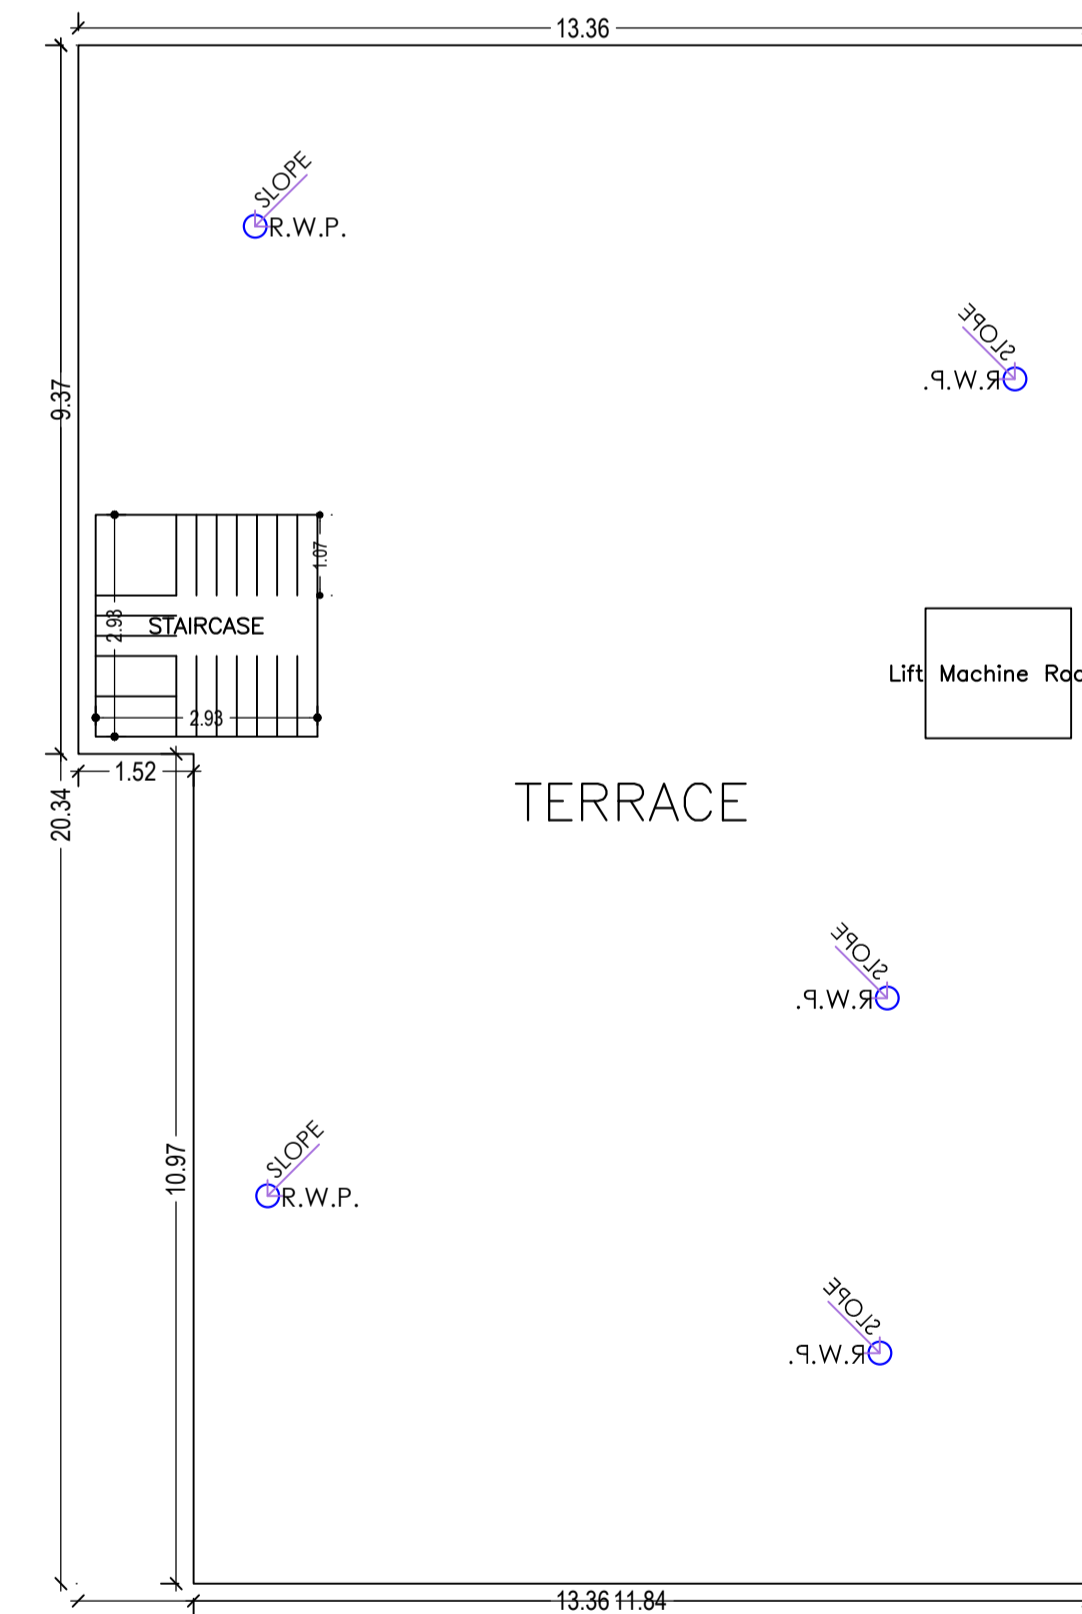 13.36
SLOPE
R.W.P.
SLOPE
R.W.P.
9.37
1.07
2.93
STAIRCASE
Lift Machine Roo
2.93
1.52
TERRACE
20.34
SLOPE
R.W.P.
10.97
SLOPE
R.W.P.
SLOPE
R.W.P.
13.36 11.84